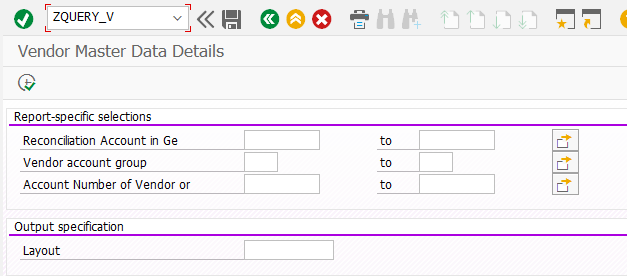 ZQUERY_V
Vendor Master Data Details
Report-specific selections
Reconciliation Account in Ge to
Vendor account group to
Account Number of Vendor or to
Output specification
Layout